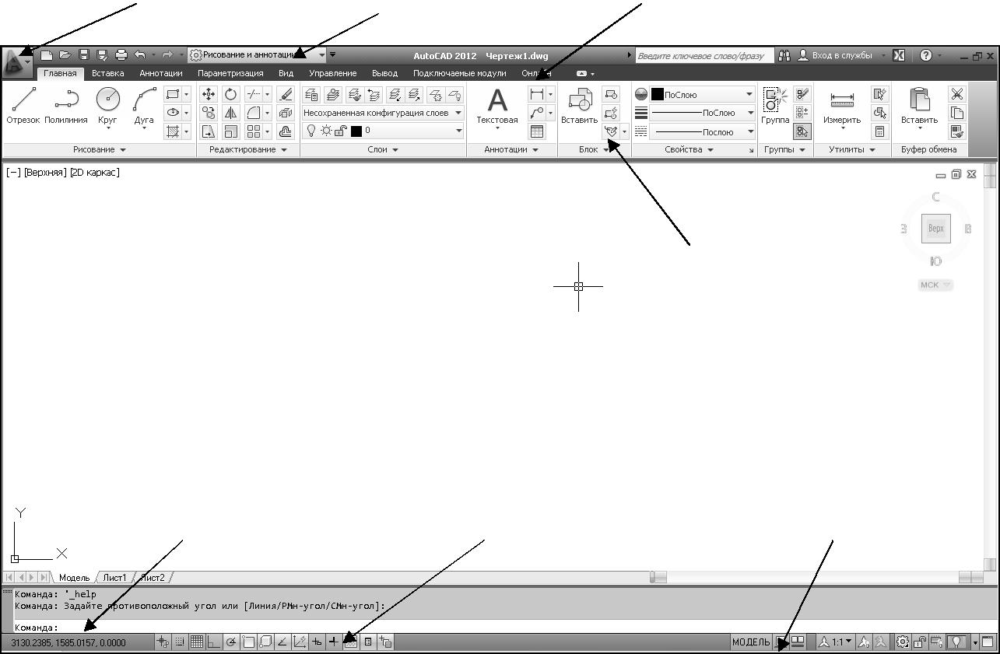 Рисование и аннотации
AutoCAD 2012 Чертеж1.dwg
Введите ключевое слово/фразу
Вход в службы
Главная Вставка Аннотации Параметризация Вид Управление Вывод Подключаемые модули
Отрезок Полилиния Круг Дуга
Несохраненная конфигурация слоев
0
Текстовая
Вставить
ПоСлою
ПоСлою
Послою
Группа
Измерить
Вставить
Рисование Редактирование Слои Аннотации Блок Свойства Группы Утилиты Буфер обмена
[−] [Верхняя] [2D каркас]
С
З Верх В
Ю
МСК
Y
X
Модель Лист1 Лист2
Команда: '_help
Команда: Задайте противоположный угол или [Линия/РМн-угол/СМн-угол]:
Команда:
3130.2385, 1585.0157, 0.0000
МОДЕЛЬ
1:1